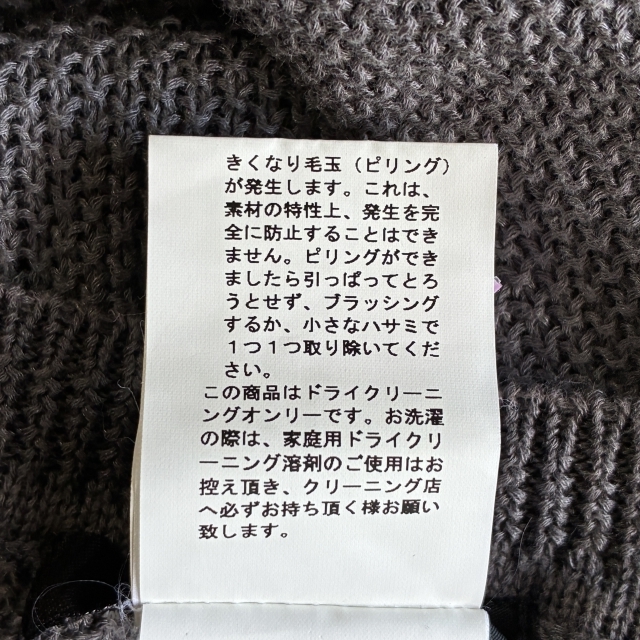 きくなり毛玉（ピリング）
が発生します。これは、
素材の特性上、発生を完
全に防止することはでき
ません。ピリングができ
ましたら引っぱってとろ
うとせず、ブラッシング
するか、小さなハサミで
１つ１つ取り除いてくだ
さい。
この商品はドライクリーニ
ングオンリーです。お洗濯
の際は、家庭用ドライクリ
ーニング溶剤のご使用はお
控え頂き、クリーニング店
へ必ずお持ち頂く様お願い
致します。